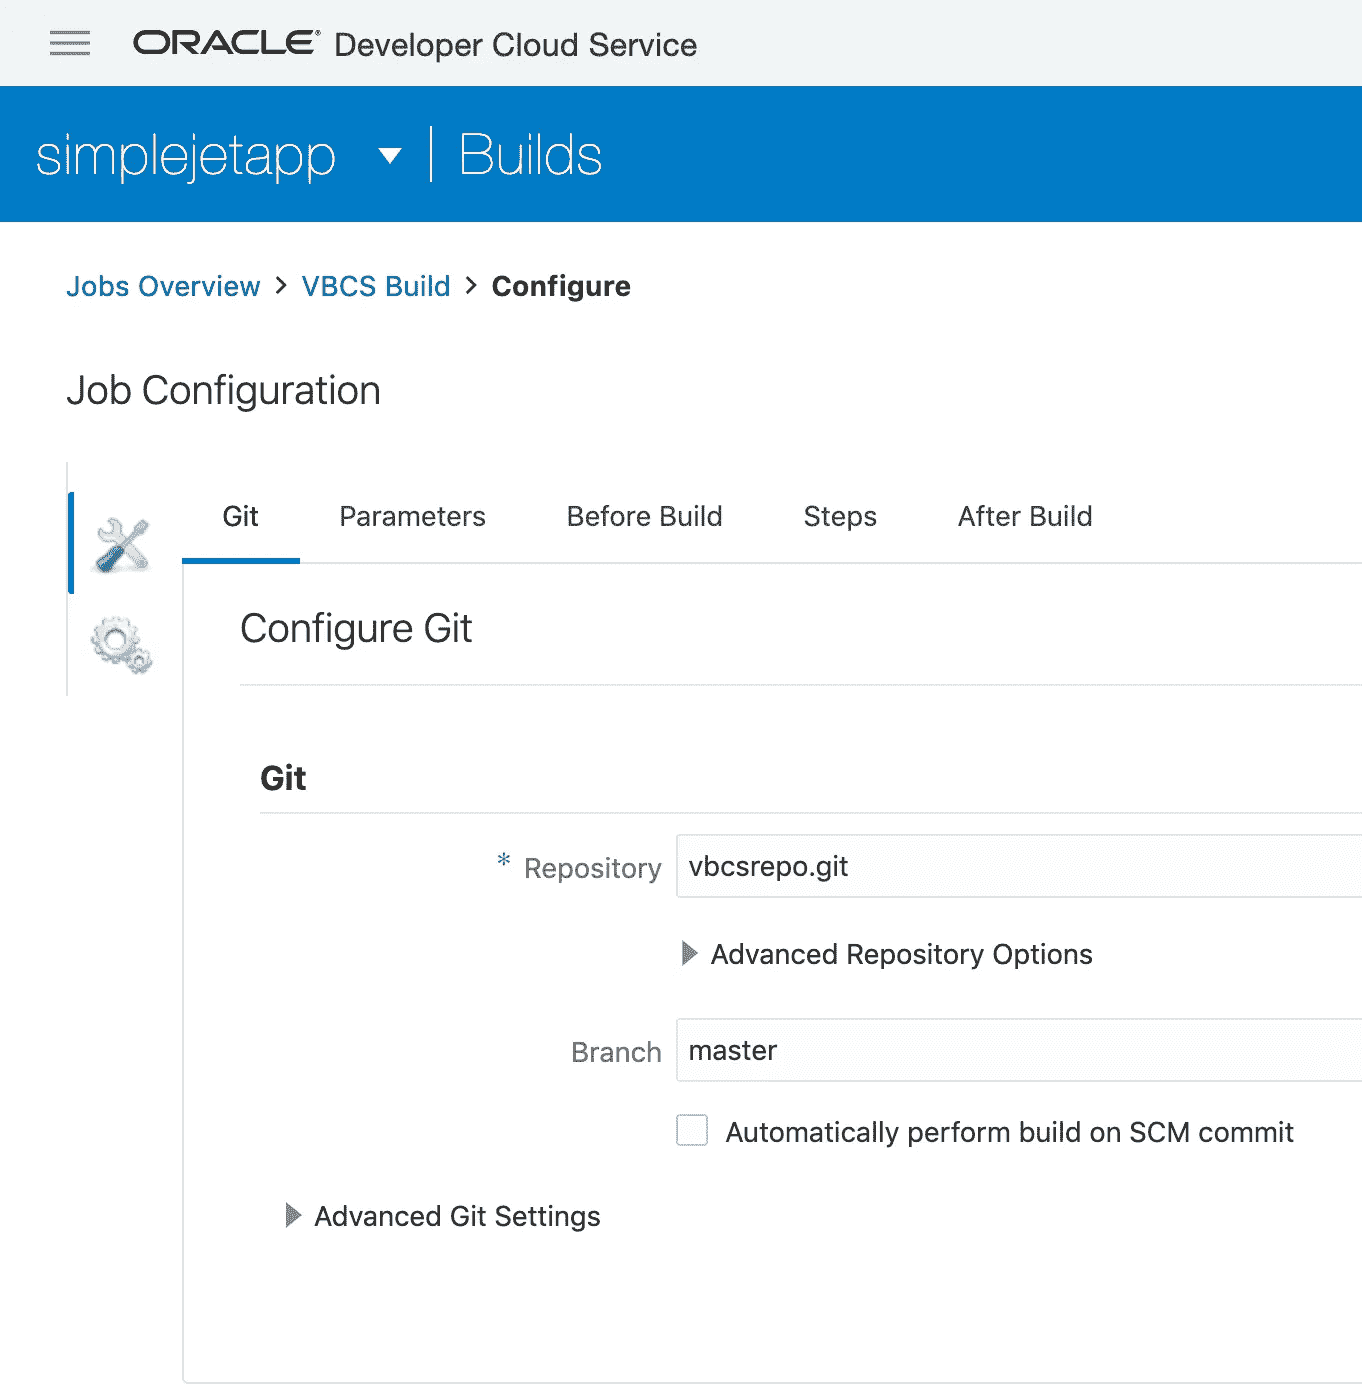 ORACLE® Developer Cloud Service
simplejetapp Builds
Jobs Overview > VBCS Build > Configure
Job Configuration
Git Parameters Before Build Steps After Build
Configure Git
Git
* Repository vbcsrepo.git
Advanced Repository Options
Branch master
Automatically perform build on SCM commit
Advanced Git Settings